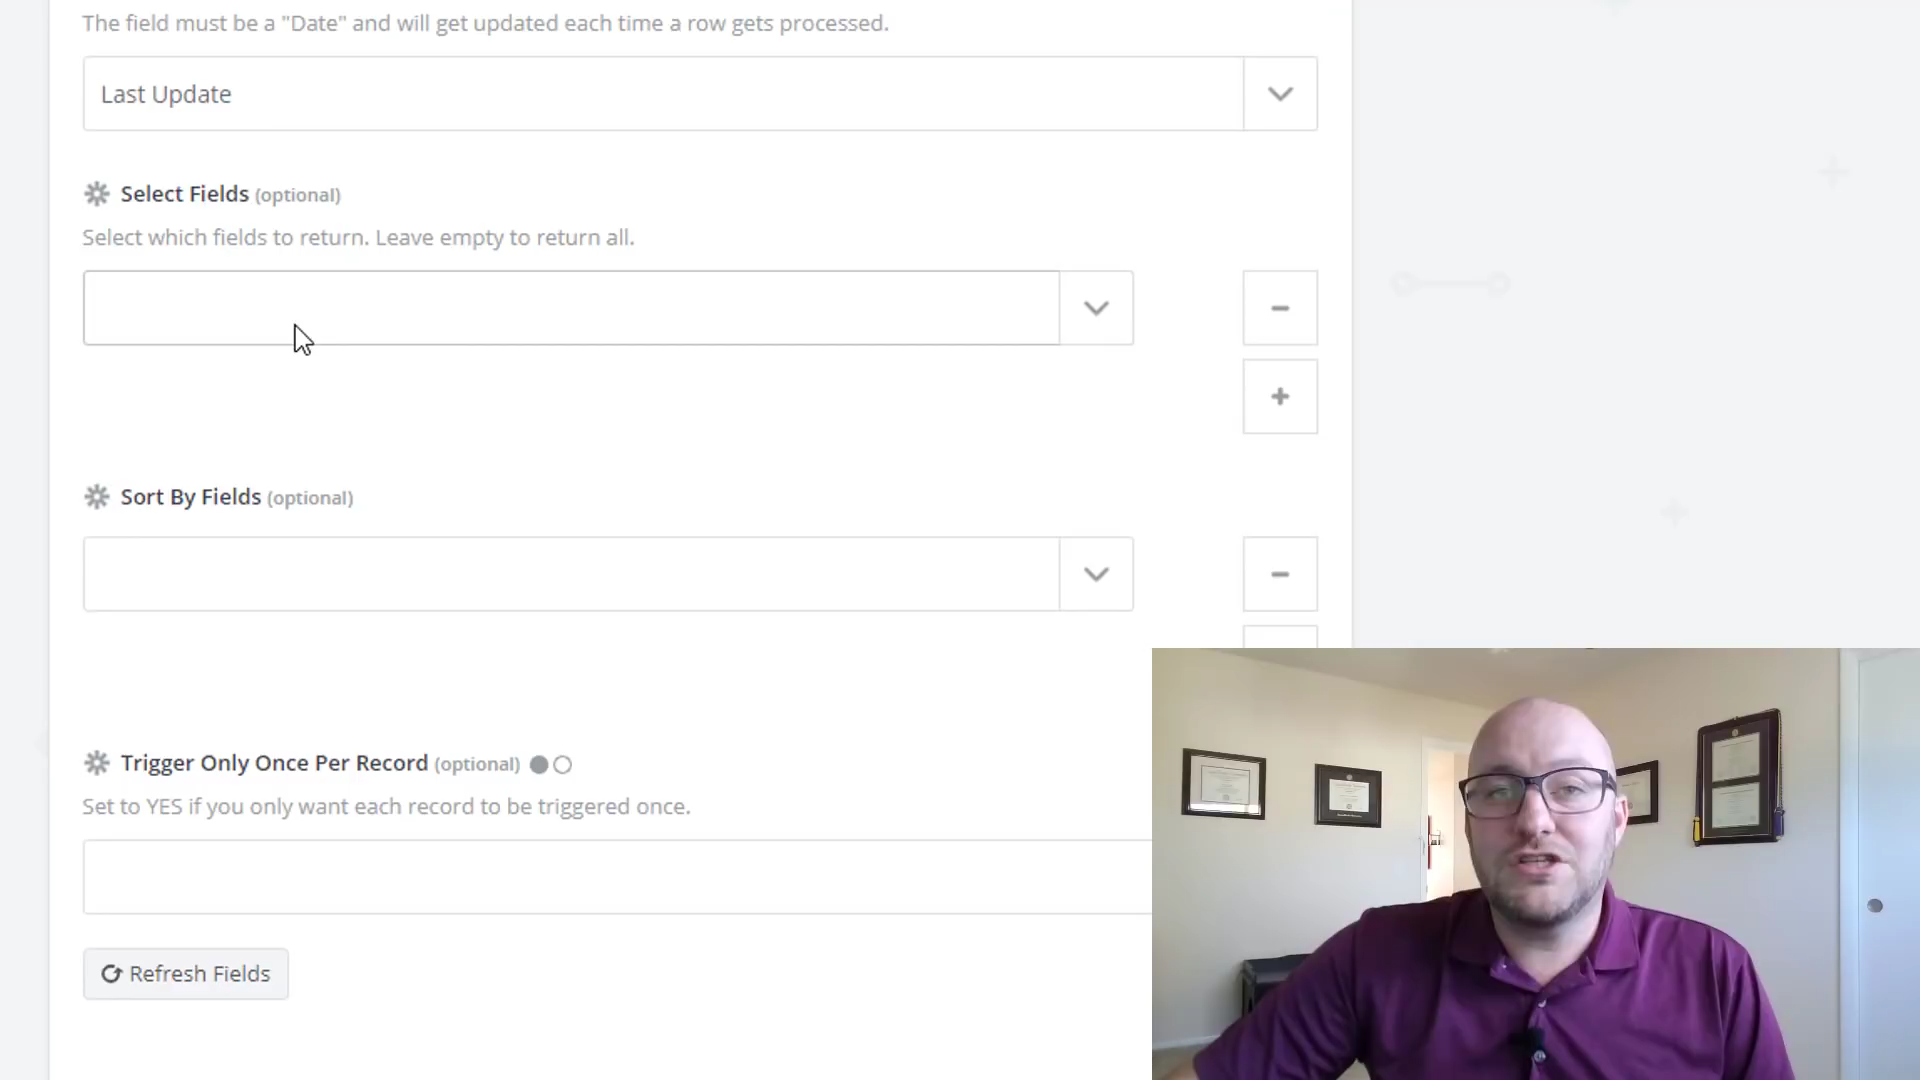 The field must be a "Date" and will get updated each time a row gets processed.
Last Update
Select Fields (optional)
Select which fields to return. Leave empty to return all.
Sort By Fields (optional)
Trigger Only Once Per Record (optional)
Set to YES if you only want each record to be triggered once.
Refresh Fields